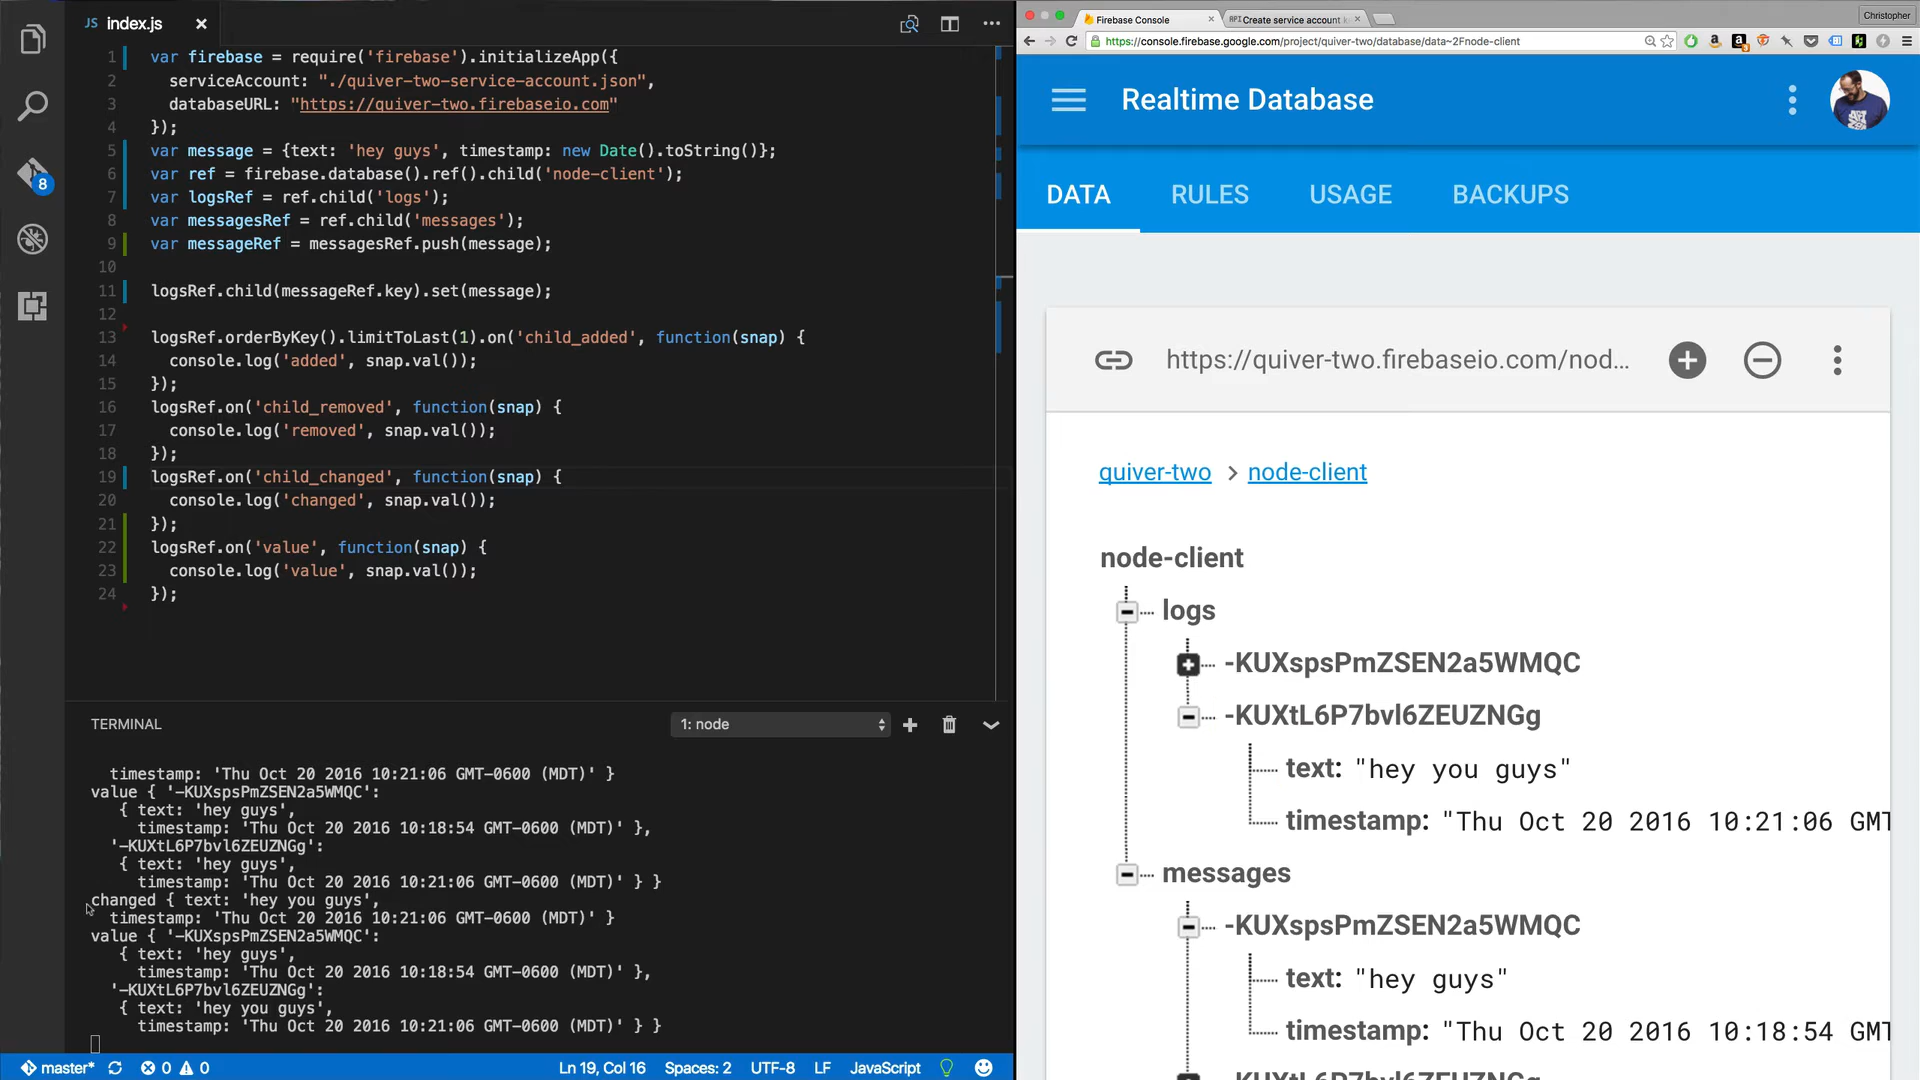 JS index.js
1 var firebase = require('firebase').initializeApp({
2 serviceAccount: "./quiver-two-service-account.json",
3 databaseURL: "https://quiver-two.firebaseio.com"
4 });
5 var message = {text: 'hey guys', timestamp: new Date().toString()};
6 var ref = firebase.database().ref().child('node-client');
7 var logsRef = ref.child('logs');
8 var messagesRef = ref.child('messages');
9 var messageRef = messagesRef.push(message);
10
11 logsRef.child(messageRef.key).set(message);
12
13 logsRef.orderByKey().limitToLast(1).on('child_added', function(snap) {
14 console.log('added', snap.val());
15 });
16 logsRef.on('child_removed', function(snap) {
17 console.log('removed', snap.val());
18 });
19 logsRef.on('child_changed', function(snap) {
20 console.log('changed', snap.val());
21 });
22 logsRef.on('value', function(snap) {
23 console.log('value', snap.val());
24 });
8
TERMINAL
1: node
timestamp: 'Thu Oct 20 2016 10:21:06 GMT-0600 (MDT)' }
value { '-KUXspsPmZSEN2a5WMQC':
{ text: 'hey guys',
timestamp: 'Thu Oct 20 2016 10:18:54 GMT-0600 (MDT)' },
'-KUXtL6P7bvl6ZEUZNGg':
{ text: 'hey guys',
timestamp: 'Thu Oct 20 2016 10:21:06 GMT-0600 (MDT)' } }
changed { text: 'hey you guys',
timestamp: 'Thu Oct 20 2016 10:21:06 GMT-0600 (MDT)' }
value { '-KUXspsPmZSEN2a5WMQC':
{ text: 'hey guys',
timestamp: 'Thu Oct 20 2016 10:18:54 GMT-0600 (MDT)' },
'-KUXtL6P7bvl6ZEUZNGg':
{ text: 'hey you guys',
timestamp: 'Thu Oct 20 2016 10:21:06 GMT-0600 (MDT)' } }
master* 0 0 Ln 19, Col 16 Spaces: 2 UTF-8 LF JavaScript
Firebase Console
API Create service account
Christopher
https://console.firebase.google.com/project/quiver-two/database/data~2Fnode-client
Realtime Database
DATA RULES USAGE BACKUPS
https://quiver-two.firebaseio.com/nod...
quiver-two > node-client
node-client
logs
-KUXspsPmZSEN2a5WMQC
-KUXtL6P7bvl6ZEUZNGg
text: "hey you guys"
timestamp: "Thu Oct 20 2016 10:21:06 GMT
messages
-KUXspsPmZSEN2a5WMQC
text: "hey guys"
timestamp: "Thu Oct 20 2016 10:18:54 GMT
-KUXtL6P7bvl6ZEUZNGg